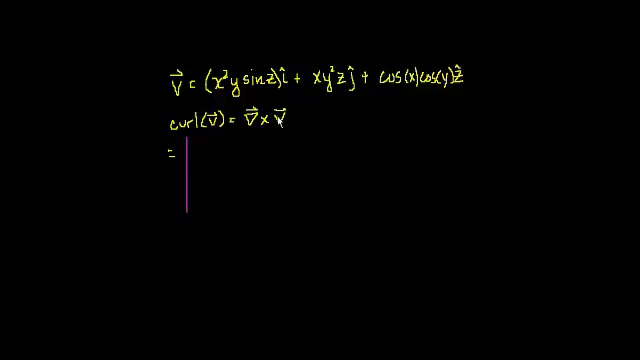 v⃗ = (x²y sin z)î + xy²z ĵ + cos(x)cos(y)ẑ
curl(v⃗) = ∇⃗ × v⃗
=